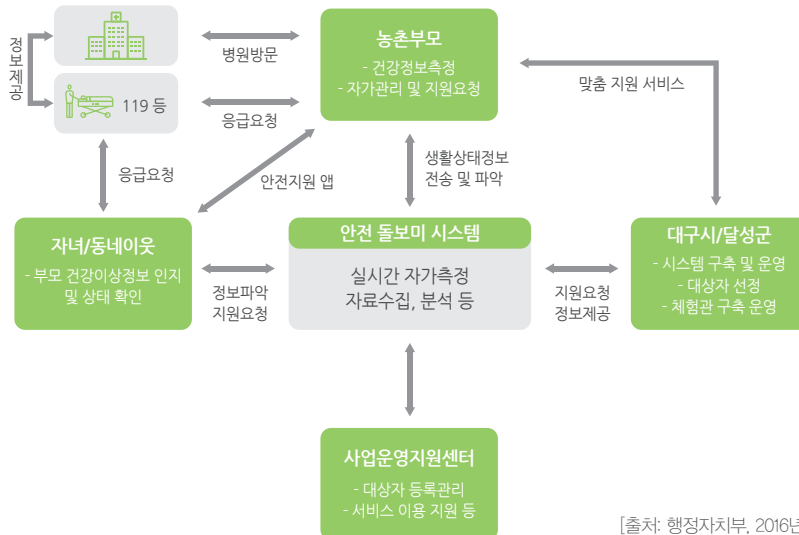 정보제공
병원방문
119 등
응급요청
농촌부모
- 건강정보측정
- 자가관리 및 지원요청
맞춤 지원 서비스
응급요청
안전지원 앱
생활상태정보
전송 및 파악
자녀/동네이웃
- 부모 건강이상정보 인지
및 상태 확인
정보파악
지원요청
안전 돌보미 시스템
실시간 자가측정
자료수집, 분석 등
지원요청
정보제공
대구시/달성군
- 시스템 구축 및 운영
- 대상자 선정
- 체험관 구축 운영
사업운영지원센터
- 대상자 등록관리
- 서비스 이용 지원 등
[출처: 행정자치부, 2016년